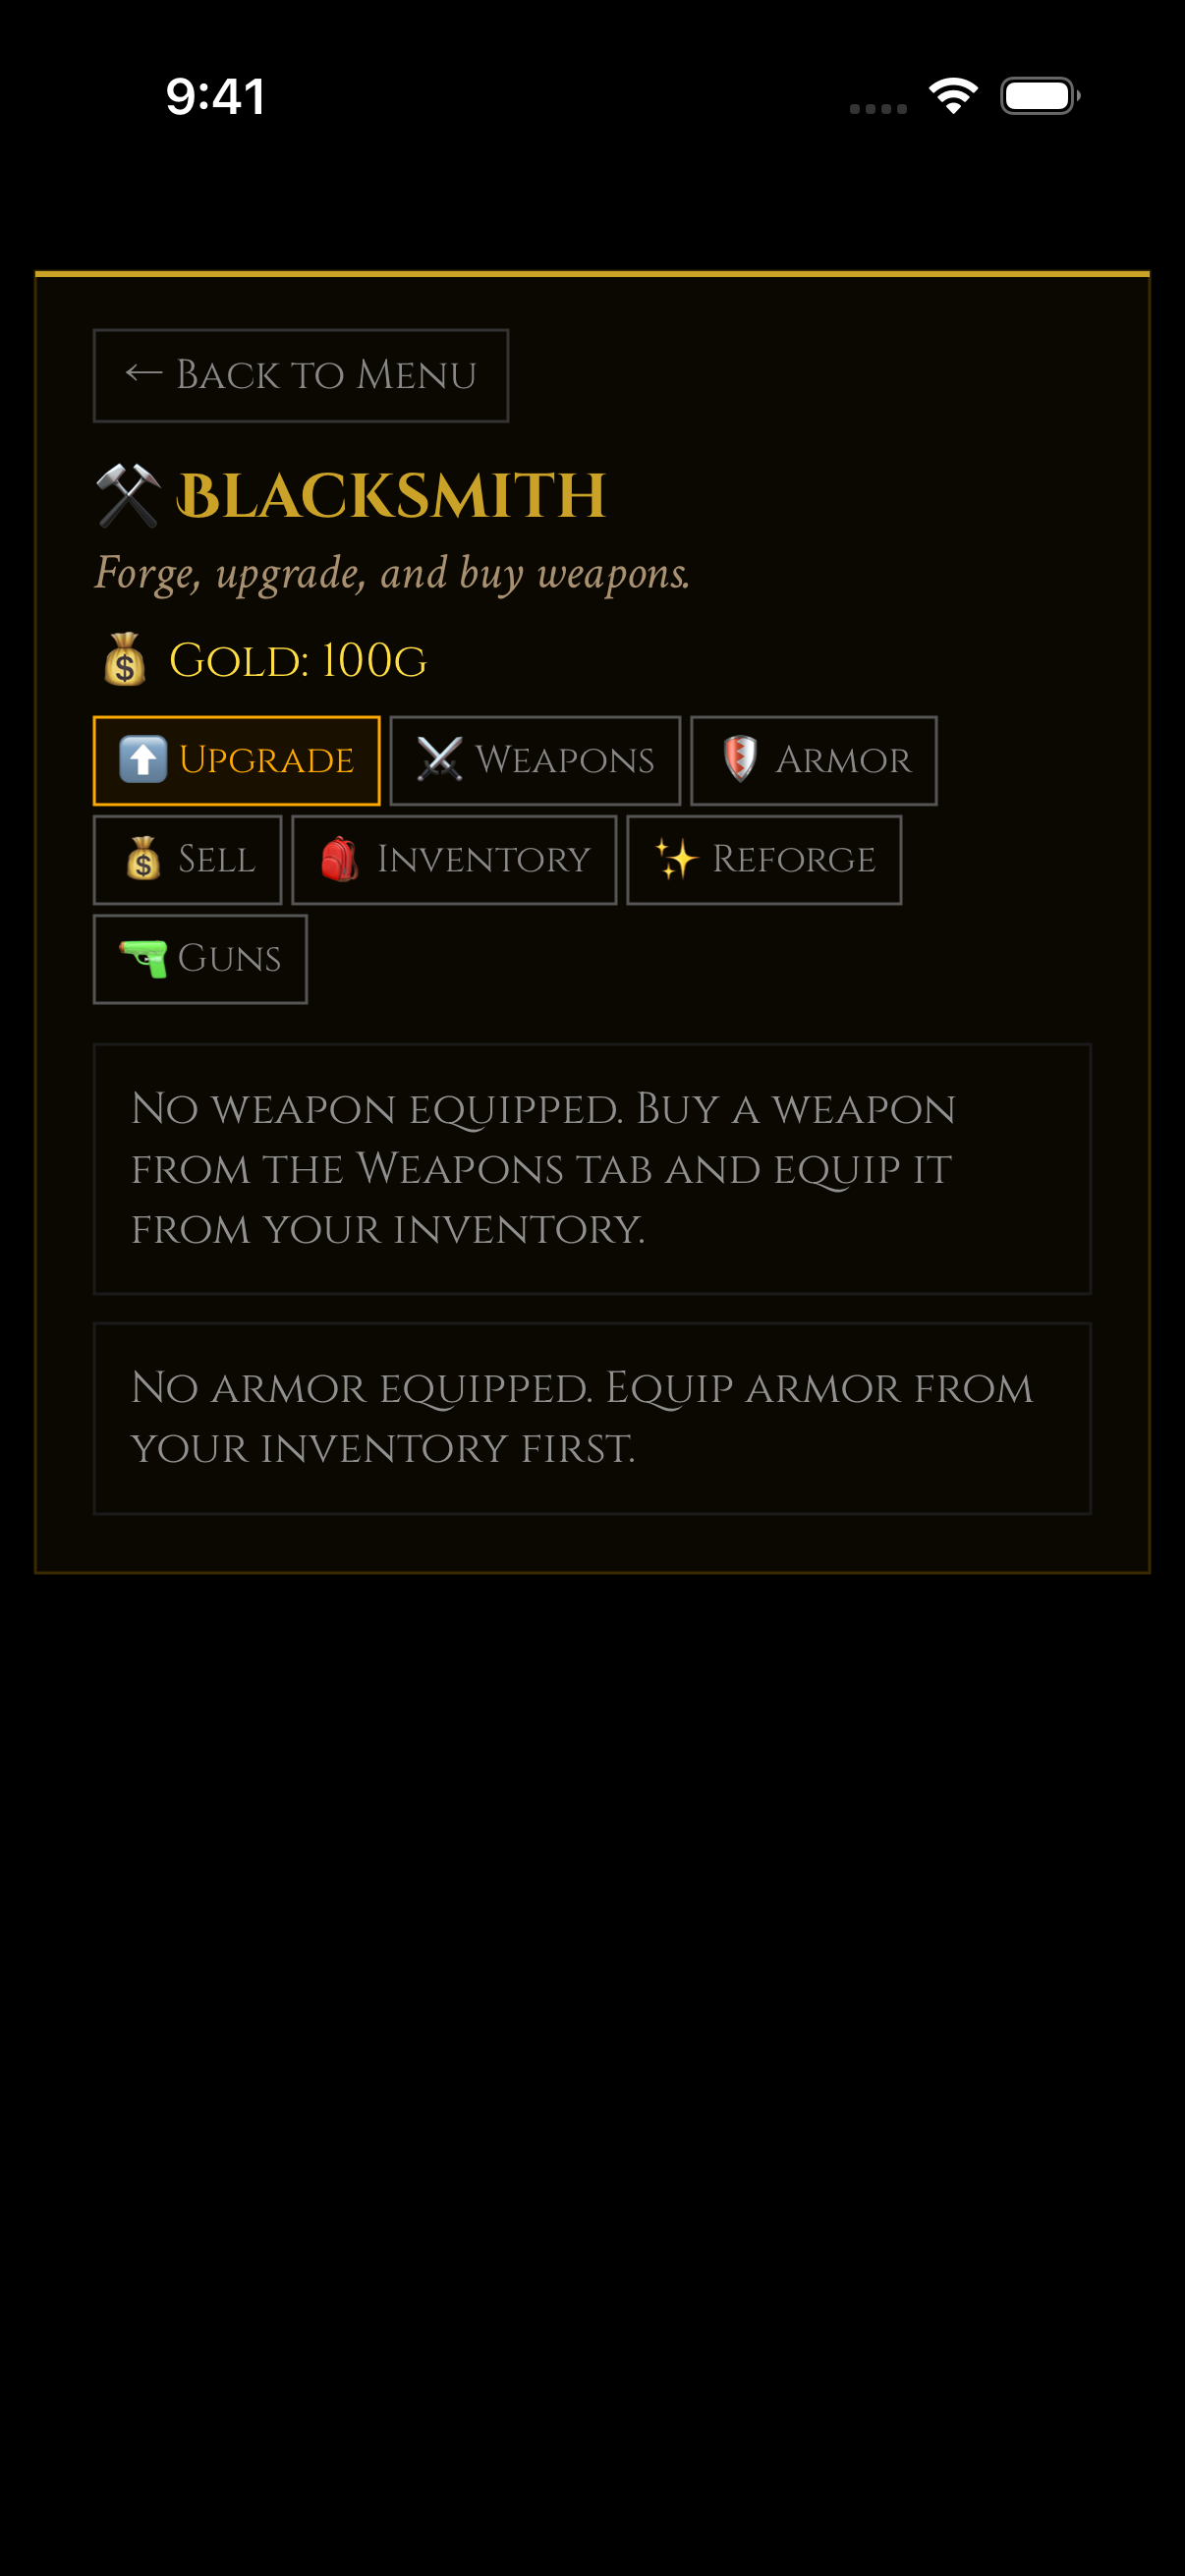 9:41
← Back to Menu
⚒ Blacksmith
Forge, upgrade, and buy weapons.
💰 Gold: 100g
⬆️ Upgrade ⚔️ Weapons 🛡️ Armor
💰 Sell 🎒 Inventory ✨ Reforge
🔫 Guns
No weapon equipped. Buy a weapon
from the Weapons tab and equip it
from your inventory.
No armor equipped. Equip armor from
your inventory first.